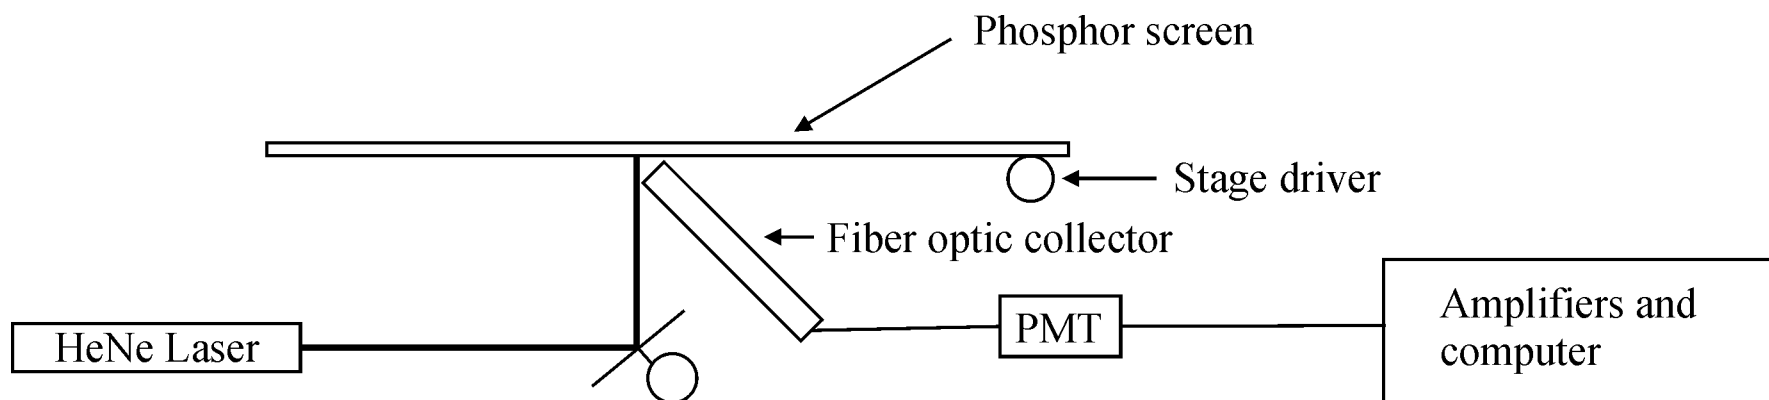 Phosphor screen
Stage driver
Fiber optic collector
Amplifiers and
computer
PMT
HeNe Laser